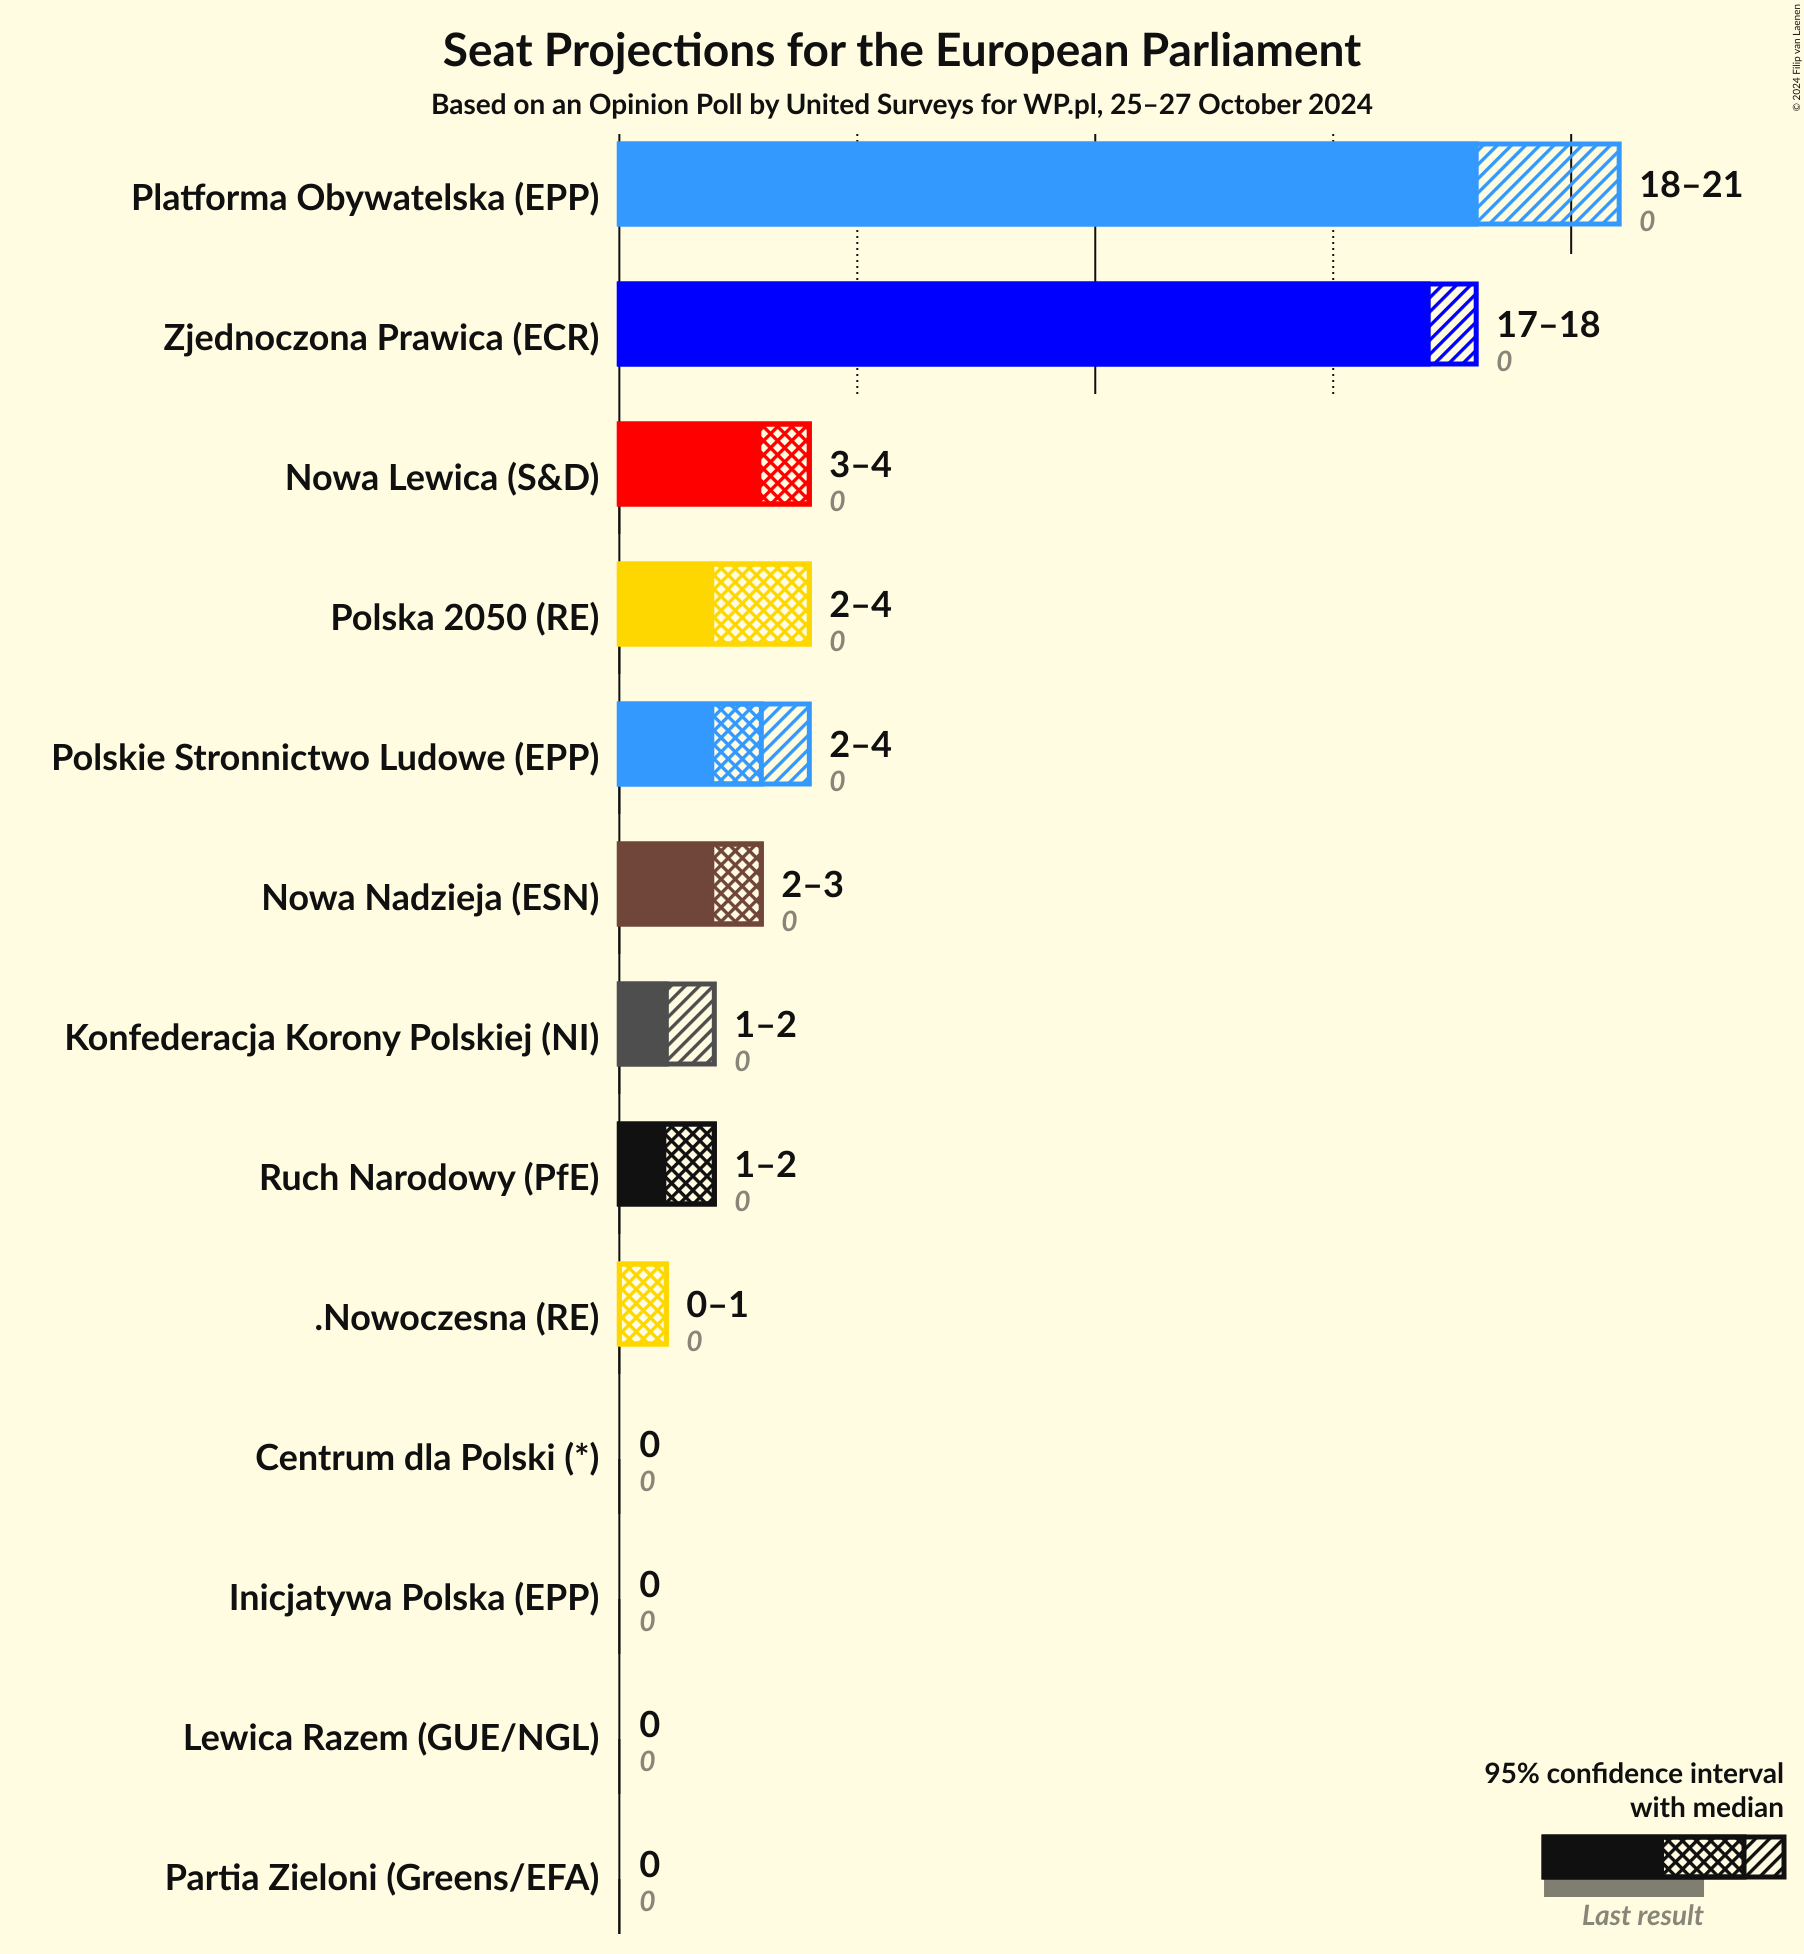 Seat Projections for the European Parliament
Based on an Opinion Poll by United Surveys for WP.pl, 25–27 October 2024
© 2024 Filip van Laenen
Platforma Obywatelska (EPP)
18–21
0
Zjednoczona Prawica (ECR)
17–18
0
Nowa Lewica (S&D)
3–4
0
Polska 2050 (RE)
2–4
0
Polskie Stronnictwo Ludowe (EPP)
2–4
0
Nowa Nadzieja (ESN)
2–3
0
Konfederacja Korony Polskiej (NI)
1–2
0
Ruch Narodowy (PfE)
1–2
0
.Nowoczesna (RE)
0–1
0
Centrum dla Polski (*)
0
0
Inicjatywa Polska (EPP)
0
0
Lewica Razem (GUE/NGL)
0
0
Partia Zieloni (Greens/EFA)
0
0
95% confidence interval
with median
Last result